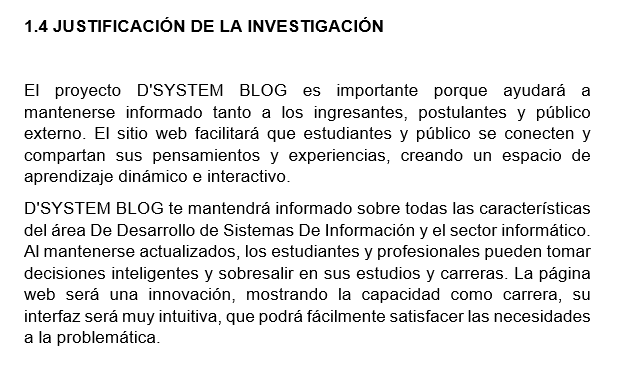 1.4 JUSTIFICACIÓN DE LA INVESTIGACIÓN
El proyecto D'SYSTEM BLOG es importante porque ayudará a
mantenerse informado tanto a los ingresantes, postulantes y público
externo. El sitio web facilitará que estudiantes y público se conecten y
compartan sus pensamientos y experiencias, creando un espacio de
aprendizaje dinámico e interactivo.
D'SYSTEM BLOG te mantendrá informado sobre todas las características
del área De Desarrollo de Sistemas De Información y el sector informático.
Al mantenerse actualizados, los estudiantes y profesionales pueden tomar
decisiones inteligentes y sobresalir en sus estudios y carreras. La página
web será una innovación, mostrando la capacidad como carrera, su
interfaz será muy intuitiva, que podrá fácilmente satisfacer las necesidades
a la problemática.